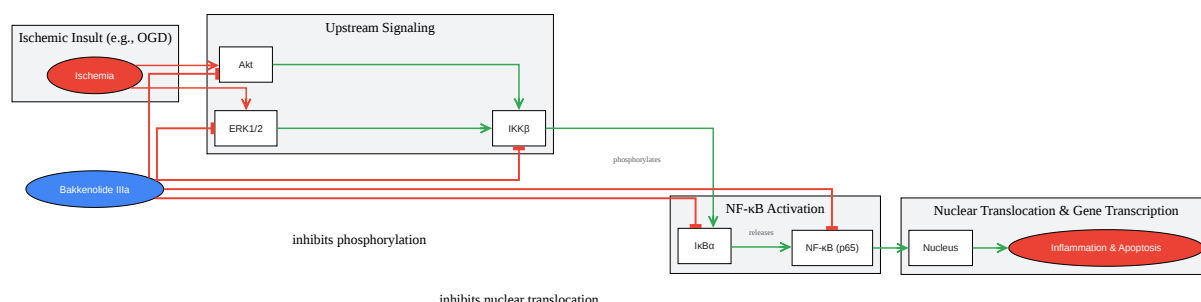 Ischemic Insult (e.g., OGD)
Ischemia
Upstream Signaling
Akt
ERK1/2
IKKβ
phosphorylates
Bakkenolide IIIa
inhibits phosphorylation
NF-κB Activation
IκBα
releases
NF-κB (p65)
Nuclear Translocation & Gene Transcription
Nucleus
Inflammation & Apoptosis
inhibits nuclear translocation